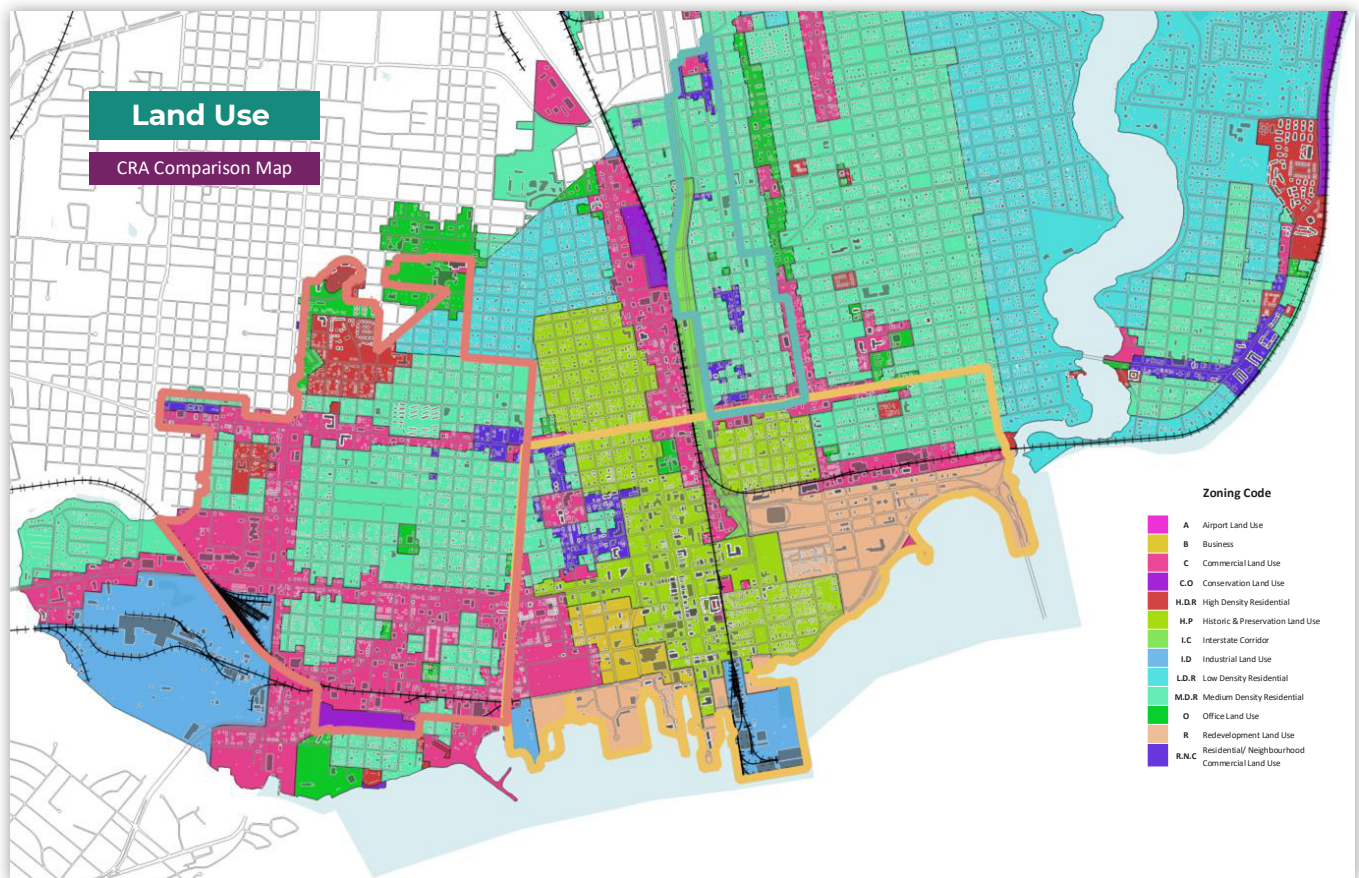 Land Use
CRA Comparison Map
Zoning Code
A Airport Land Use
B Business
C Commercial Land Use
C.O Conservation Land Use
H.D.R High Density Residential
H.P Historic & Preservation Land Use
I.C Interstate Corridor
I.D Industrial Land Use
L.D.R Low Density Residential
M.D.R Medium Density Residential
O Office Land Use
R Redevelopment Land Use
R.N.C Residential/ Neighbourhood
Commercial Land Use